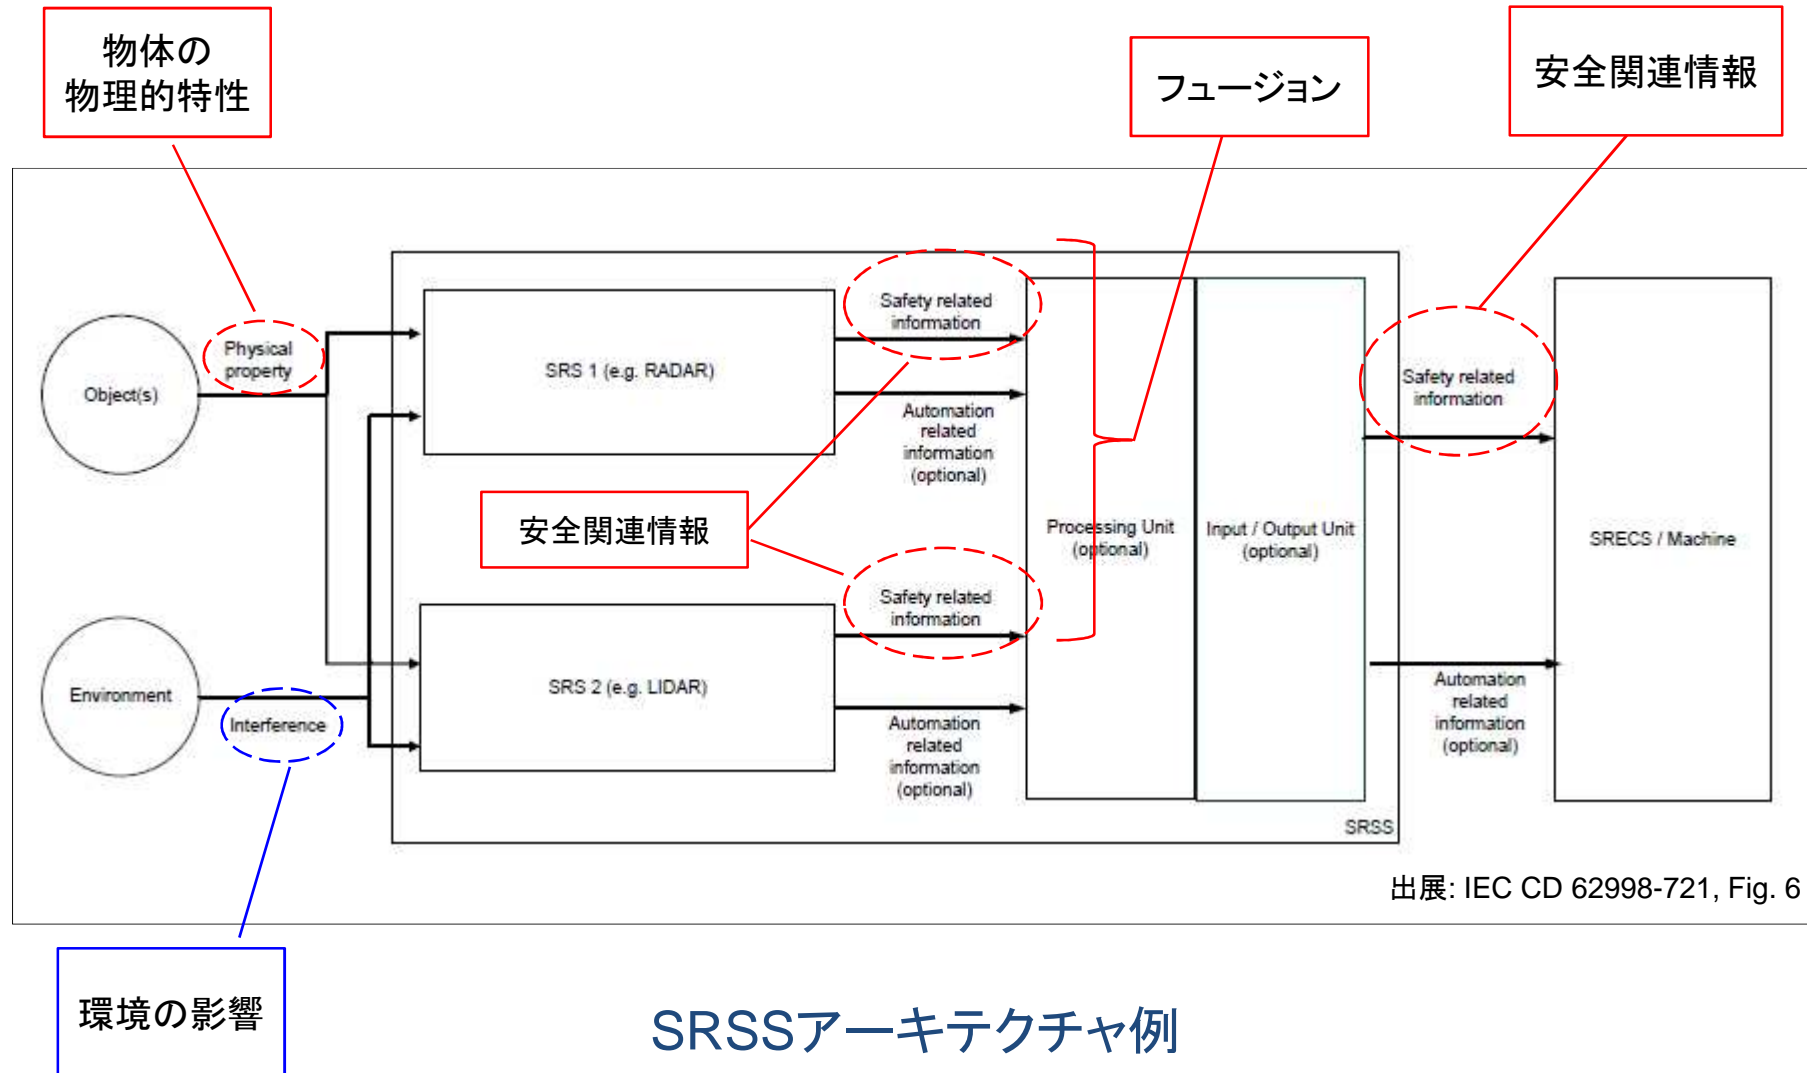 物体の
物理的特性
フュージョン
安全関連情報
Object(s)
Physical
property
SRS 1 (e.g. RADAR)
Safety related
information
Automation
related
information
(optional)
安全関連情報
Processing Unit
(optional)
Input / Output Unit
(optional)
Safety related
information
SRECS / Machine
Environment
Interference
SRS 2 (e.g. LIDAR)
Safety related
information
Automation
related
information
(optional)
Automation
related
information
(optional)
SRSS
出展: IEC CD 62998-721, Fig. 6
環境の影響
SRSSアーキテクチャ例